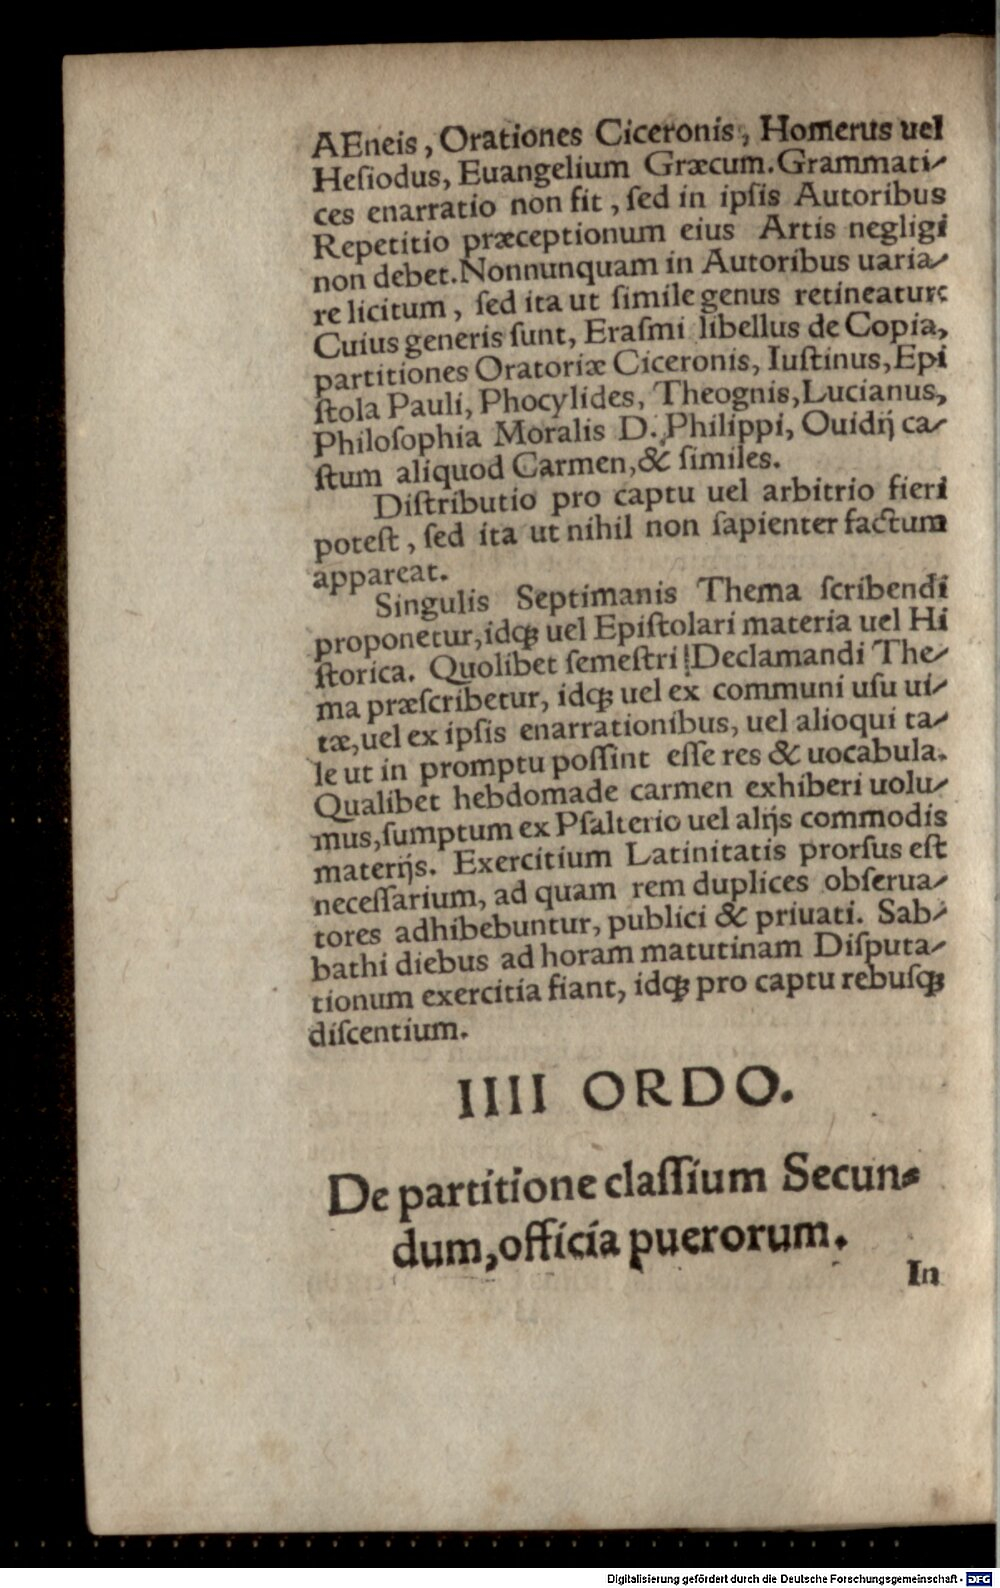 AEneis, Orationes Ciceronis, Homerus uel
Hesiodus, Euangelium Græcum. Grammati-
ces enarratio non fit, sed in ipsis Autoribus
Repetitio præceptionum eius Artis negligi
non debet. Nonnunquam in Autoribus uaria-
re licitum, sed ita ut simile genus retineatur:
Cuius generis sunt, Erasmi libellus de Copia,
partitiones Oratoriæ Ciceronis, Iustinus, Epi
stola Pauli, Phocylides, Theognis, Lucianus,
Philosophia Moralis D. Philippi, Ouidij ca-
stum aliquod Carmen, & similes.
Distributio pro captu uel arbitrio fieri
potest, sed ita ut nihil non sapienter factum
appareat.
Singulis Septimanis Thema scribendi
proponetur, idqꝫ uel Epistolari materia uel Hi
storica. Quolibet semestri Declamandi The-
ma præscribetur, idqꝫ uel ex communi usu ui-
tæ, uel ex ipsis enarrationibus, uel alioqui ta-
le ut in promptu possint esse res & uocabula.
Qualibet hebdomade carmen exhiberi uolu-
mus, sumptum ex Psalterio uel alijs commodis
materijs. Exercitium Latinitatis prorsus est
necessarium, ad quam rem duplices obserua-
tores adhibebuntur, publici & priuati. Sab-
bathi diebus ad horam matutinam Disputa-
tionum exercitia fiant, idqꝫ pro captu rebusqꝫ
discentium.
IIII ORDO.
De partitione classium Secun-
dum, officia puerorum.
In
Digitalisierung gefördert durch die Deutsche Forschungsgemeinschaft - DFG